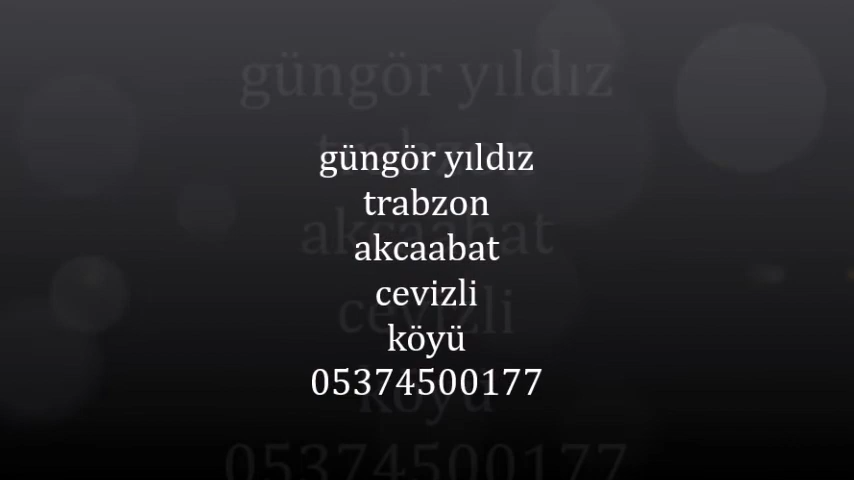 güngör yıldız
trabzon
akcaabat
cevizli
köyü
05374500177